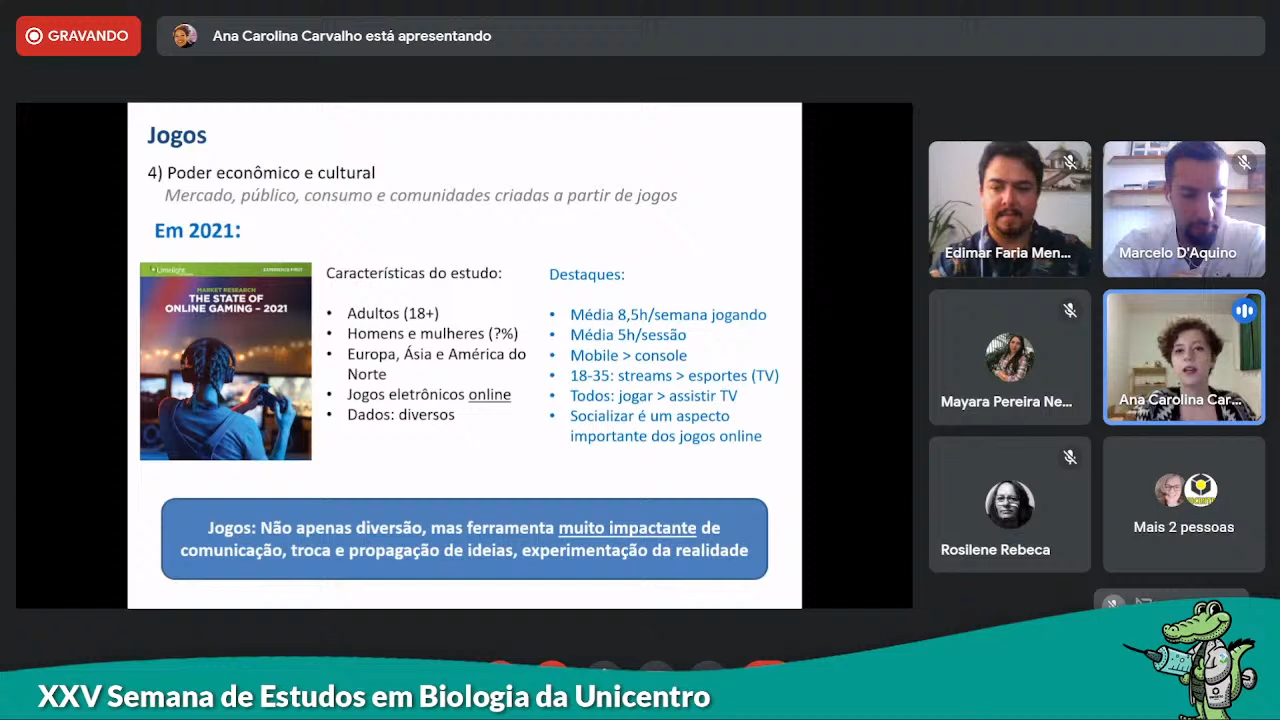 GRAVANDO
Ana Carolina Carvalho está apresentando
Jogos
4) Poder econômico e cultural
Mercado, público, consumo e comunidades criadas a partir de jogos
Em 2021:
Limelight
EXPERIENCE FIRST
MARKET RESEARCH
THE STATE OF
ONLINE GAMING – 2021
Características do estudo:
• Adultos (18+)
• Homens e mulheres (?%)
• Europa, Ásia e América do
Norte
• Jogos eletrônicos online
• Dados: diversos
Destaques:
• Média 8,5h/semana jogando
• Média 5h/sessão
• Mobile > console
• 18-35: streams > esportes (TV)
• Todos: jogar > assistir TV
• Socializar é um aspecto
importante dos jogos online
Jogos: Não apenas diversão, mas ferramenta muito impactante de
comunicação, troca e propagação de ideias, experimentação da realidade
Edimar Faria Men...
Marcelo D'Aquino
Mayara Pereira Ne...
Ana Carolina Car...
Rosilene Rebeca
Mais 2 pessoas
XXV Semana de Estudos em Biologia da Unicentro